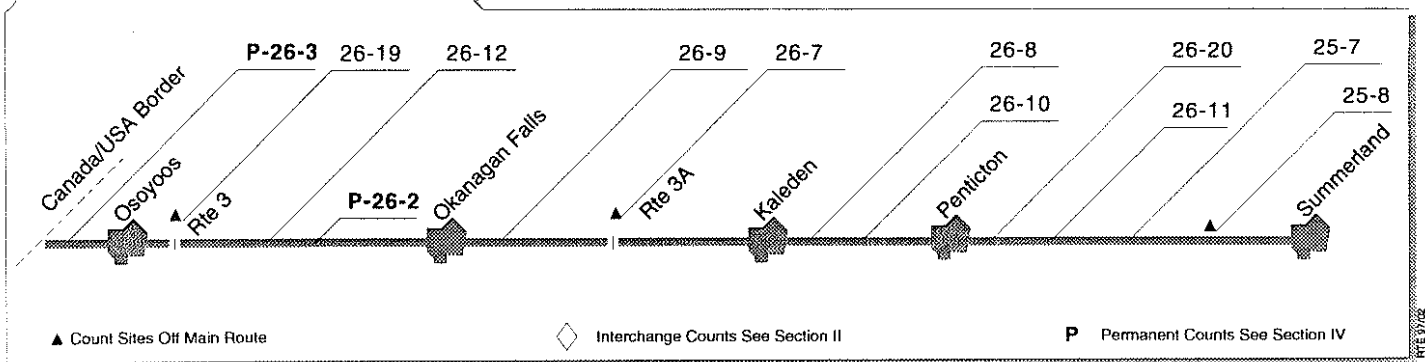 P-26-3 26-19 26-12 26-9 26-7 26-8 26-20 25-7
26-10 26-11 25-8
Canada/USA Border
Osoyoos
Rte 3
P-26-2
Okanagan Falls
Rte 3A
Kaleden
Penticton
Summerland
▲ Count Sites Off Main Route
◇ Interchange Counts See Section II
P Permanent Counts See Section IV